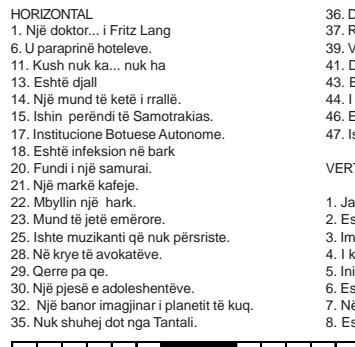 HORIZONTAL
1. Një doktor... i Fritz Lang
6. U paraprinë hoteleve.
11. Kush nuk ka... nuk ha
13. Eshtë djall
14. Një mund të ketë i rrallë.
15. Ishin perëndi të Samotrakias.
17. Institucione Botuese Autonome.
18. Eshtë infeksion në bark
20. Fundi i një samurai.
21. Një markë kafeje.
22. Mbyllin një hark.
23. Mund të jetë emërore.
25. Ishte muzikanti që nuk përsriste.
28. Në krye të avokatëve.
29. Qerre pa qe.
30. Një pjesë e adoleshentëve.
32. Një banor imagjinar i planetit të kuq.
35. Nuk shuhej dot nga Tantali.
36. D
37. R
39. V
41. D
43. E
44. I
46. E
47. Is
VERT
1. Ja
2. Es
3. Im
4. I k
5. Ini
6. Es
7. Në
8. Es